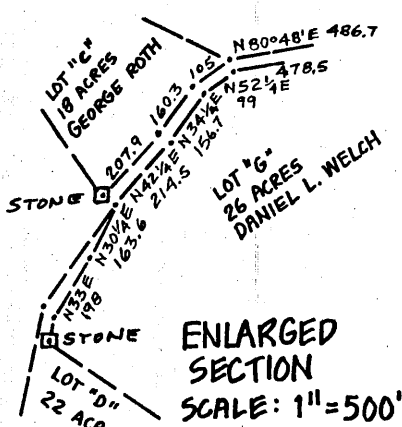 N80°48'E 486.7
478.5
N52¼E
99
105
160.3
207.9
N34¼E
156.7
N42¼E
214.5
N30¼E
163.6
N33E
198
LOT "C"
18 ACRES
GEORGE ROTH
STONE
LOT "G"
26 ACRES
DANIEL L. WELCH
STONE
LOT "D"
22 ACR
ENLARGED
SECTION
SCALE: 1"=500'